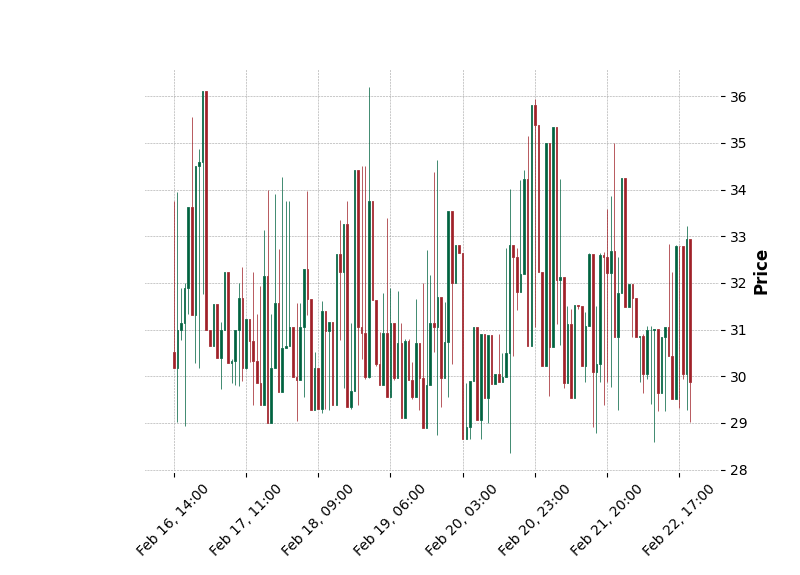 36
35
34
33
32
31
30
29
28
Price
Feb 16, 14:00
Feb 17, 11:00
Feb 18, 09:00
Feb 19, 06:00
Feb 20, 03:00
Feb 20, 23:00
Feb 21, 20:00
Feb 22, 17:00